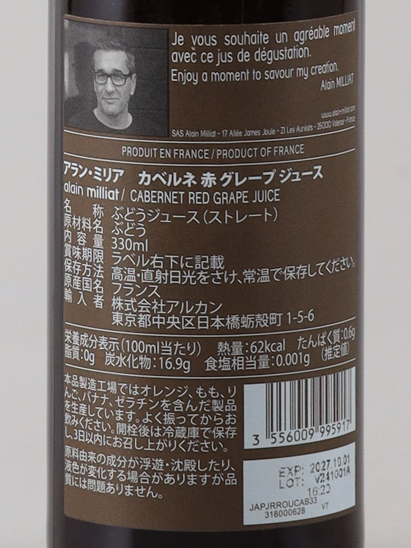 Je vous souhaite un agréable moment
avec ce jus de dégustation.
Enjoy a moment to savour my creation.
Alain MILLIAT
www.alain-milliat.com
SAS Alain Milliat - 17 Allée James Joule - ZI Les Auréats - 26000 Valence - France
PRODUIT EN FRANCE / PRODUCT OF FRANCE
アラン・ミリア カベルネ 赤 グレープ ジュース
alain milliat / CABERNET RED GRAPE JUICE
名称 ぶどうジュース（ストレート）
原材料名 ぶどう
内容量 330ml
賞味期限 ラベル右下に記載
保存方法 高温・直射日光をさけ、常温で保存してください。
原産国名 フランス
輸入者 株式会社アルカン
東京都中央区日本橋蛎殻町 1-5-6
栄養成分表示（100ml当たり） 熱量：62kcal たんぱく質：0.6g
脂質：0g 炭水化物：16.9g 食塩相当量：0.001g （推定値）
本品製造工場ではオレンジ、もも、り
んご、バナナ、ゼラチンを含んだ製品
を生産しています。よく振ってからお
飲みください。開栓後は冷蔵庫で保存
し、3日以内にお召し上がりください。
原料由来の成分が浮遊・沈殿したり、
液色が変化する場合がありますが品
質には問題ありません。
3 556009 995917
EXP: 2027.10.01
LOT: V241001A
16:20
JAPJRROUCAB33
318000628 V7